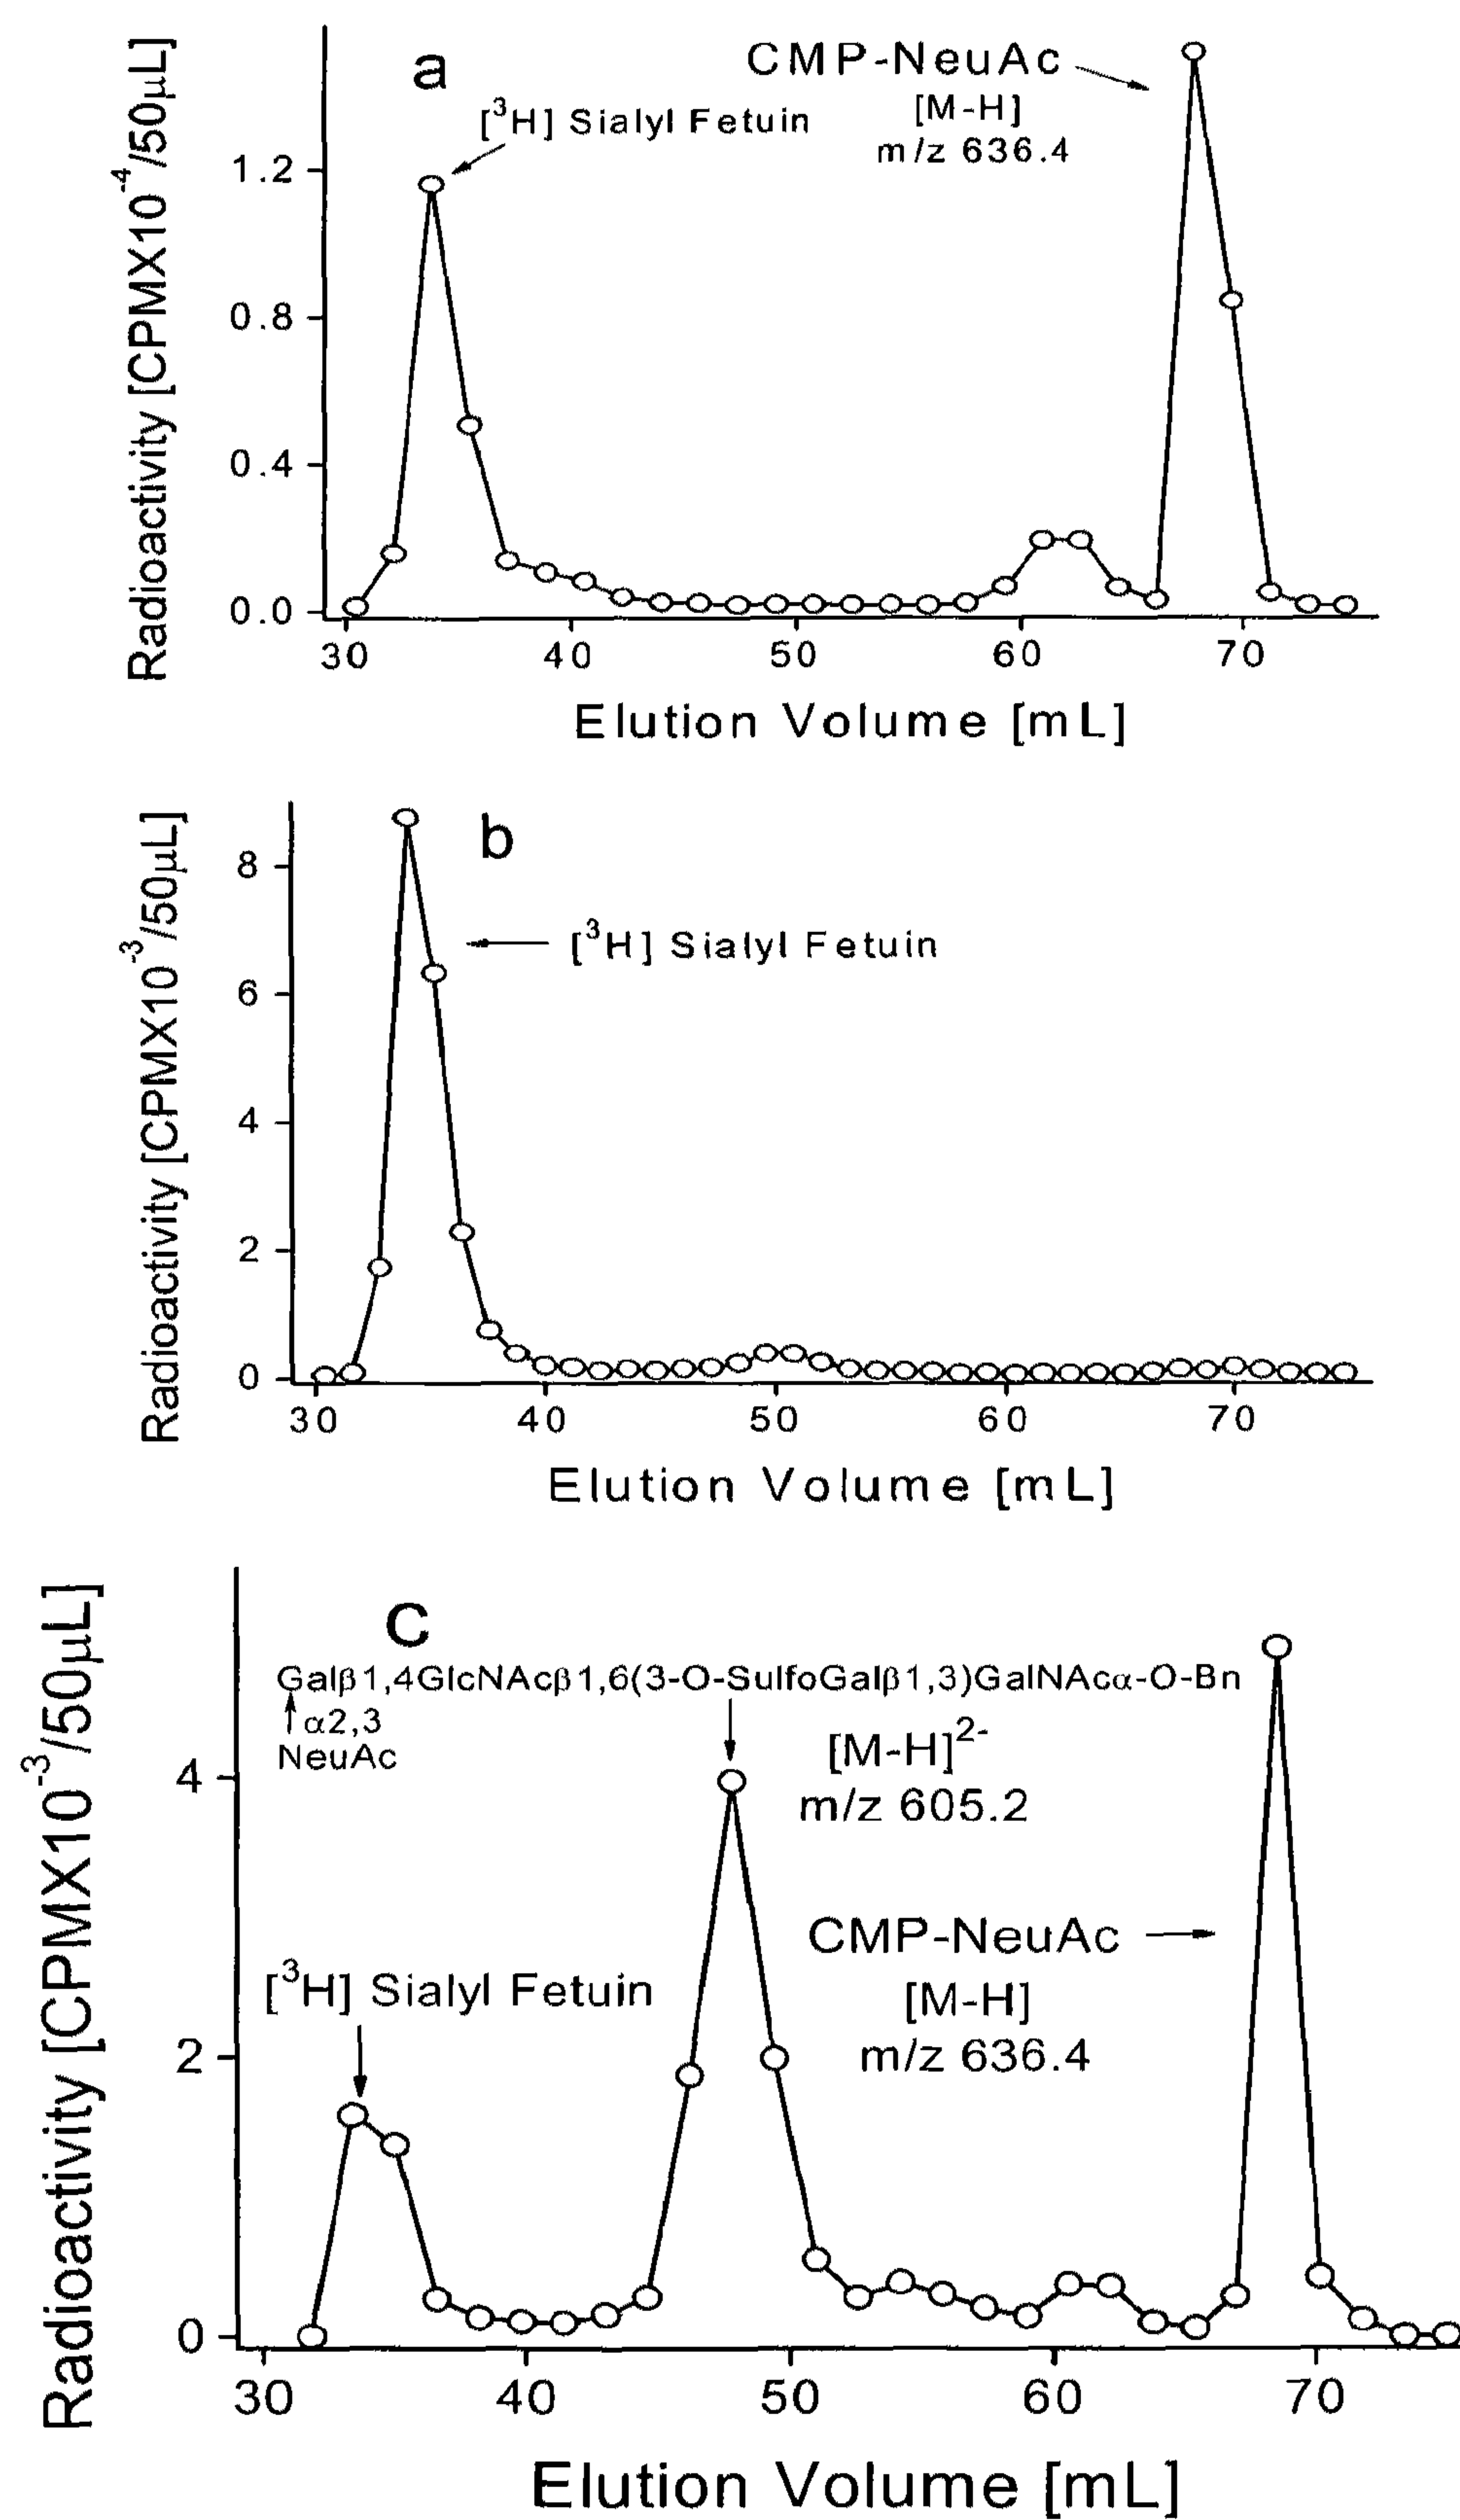 a
CMP-NeuAc
[³H] Sialyl Fetuin
[M-H]
m/z 636.4
Radioactivity [CPMX10⁻⁴/50µL]
1.2
0.8
0.4
0.0
30 40 50 60 70
Elution Volume [mL]
b
[³H] Sialyl Fetuin
Radioactivity [CPMX10⁻³/50µL]
8
6
4
2
0
30 40 50 60 70
Elution Volume [mL]
C
Galβ1,4GlcNAcβ1,6(3-O-SulfoGalβ1,3)GalNAcα-O-Bn
α2,3
NeuAc
[M-H]²⁻
m/z 605.2
CMP-NeuAc
[M-H]
m/z 636.4
[³H] Sialyl Fetuin
Radioactivity [CPMX10⁻³/50µL]
4
2
0
30 40 50 60 70
Elution Volume [mL]